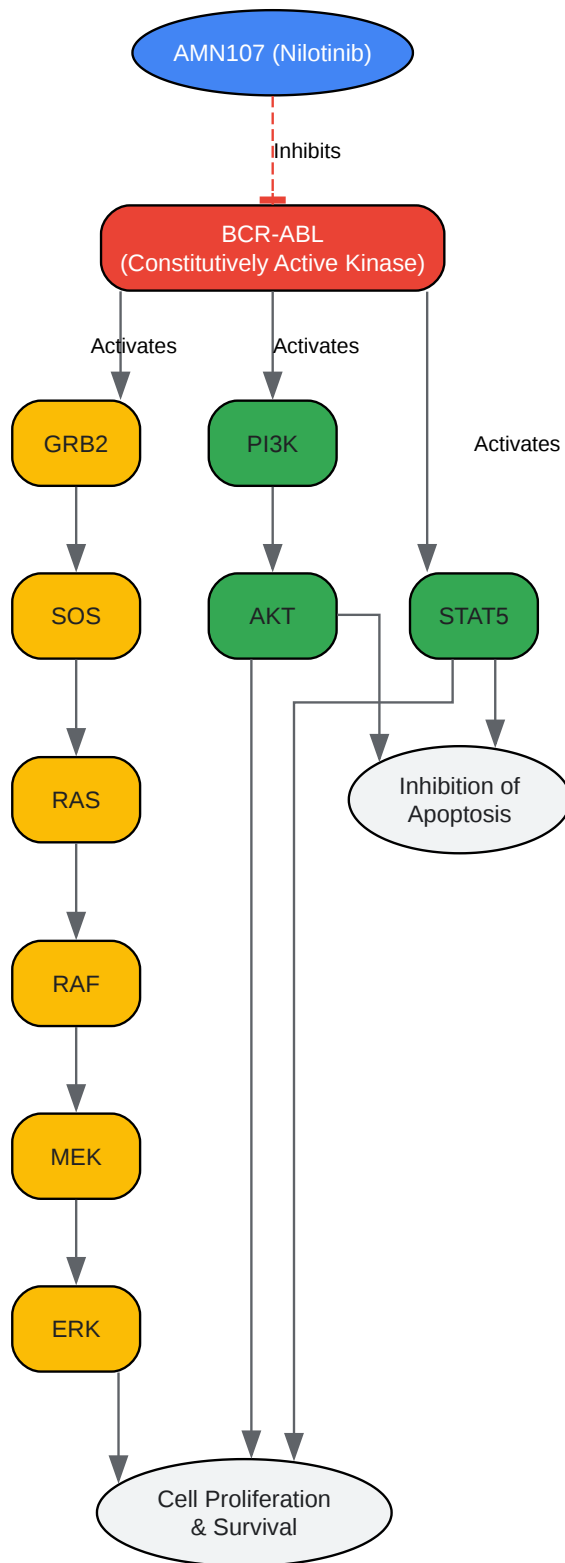 AMN107 (Nilotinib)
Inhibits
BCR-ABL
(Constitutively Active Kinase)
Activates
Activates
Activates
GRB2
PI3K
SOS
AKT
STAT5
RAS
Inhibition of
Apoptosis
RAF
MEK
ERK
Cell Proliferation
& Survival